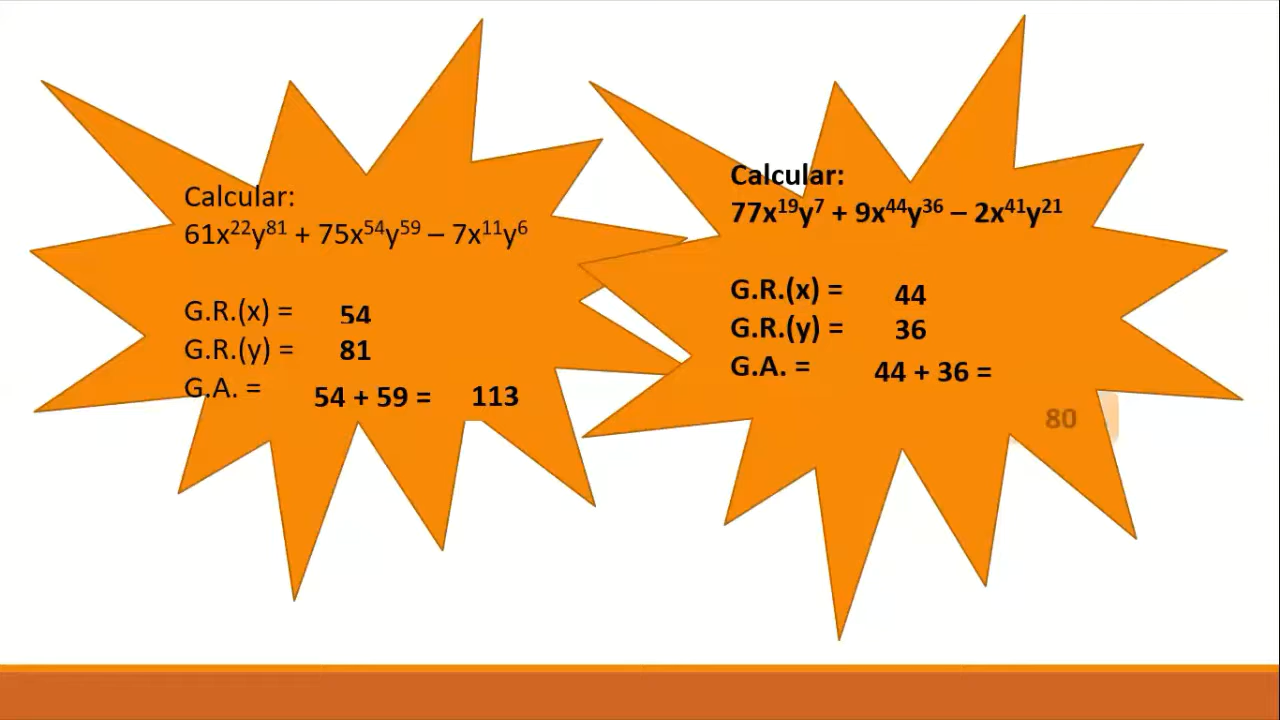 Calcular:
61x²²y⁸¹ + 75x⁵⁴y⁵⁹ – 7x¹¹y⁶
G.R.(x) = 54
G.R.(y) = 81
G.A. = 54 + 59 = 113
Calcular:
77x¹⁹y⁷ + 9x⁴⁴y³⁶ – 2x⁴¹y²¹
G.R.(x) = 44
G.R.(y) = 36
G.A. = 44 + 36 =
80